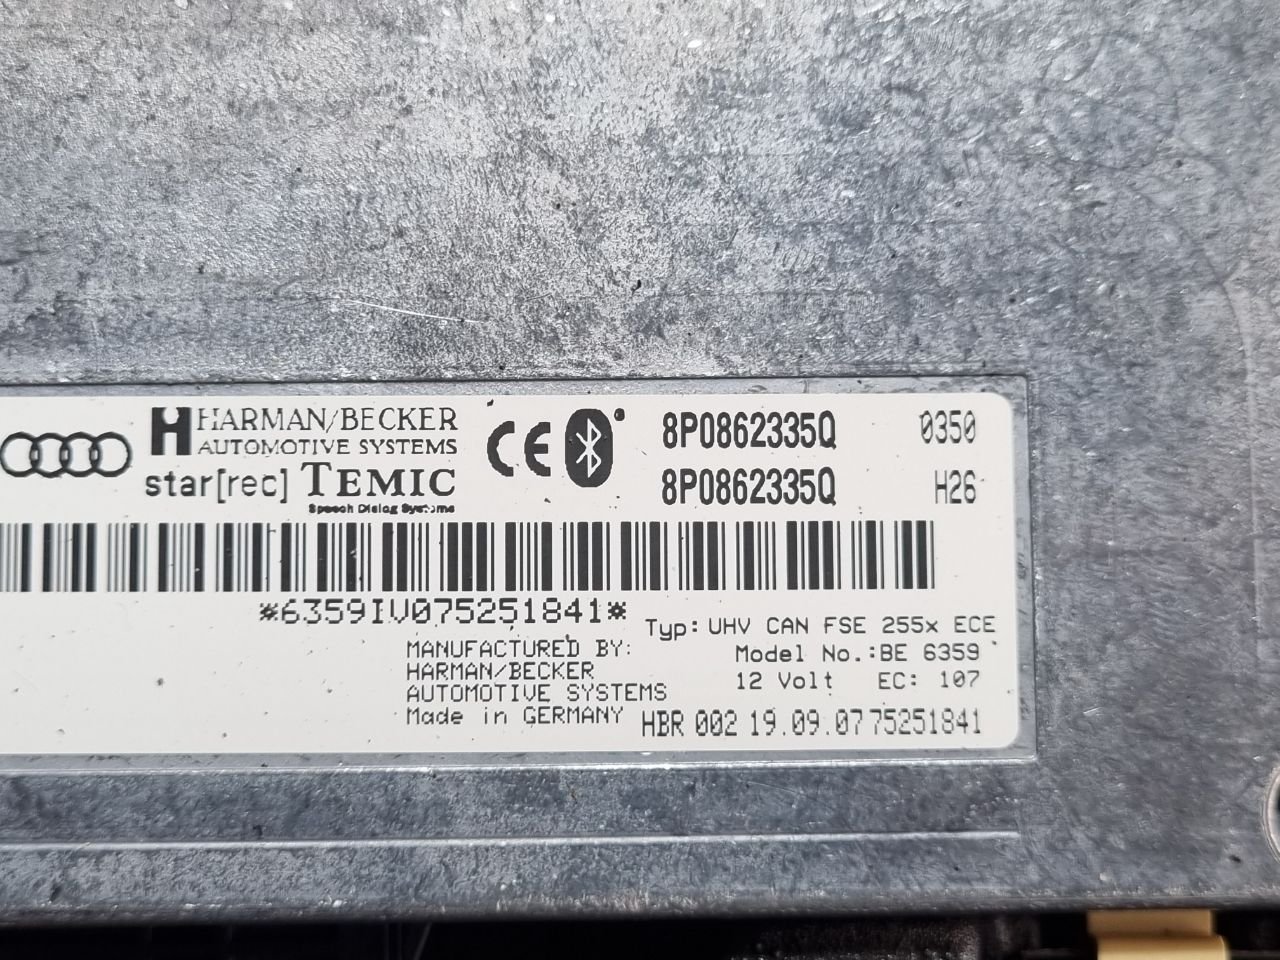 HARMAN/BECKER
AUTOMOTIVE SYSTEMS
star[rec] TEMIC
Speech Dialog Systems
CE
8P0862335Q 0350
8P0862335Q H26
*6359IV075251841*
Typ: UHV CAN FSE 255x ECE
MANUFACTURED BY:
HARMAN/BECKER
AUTOMOTIVE SYSTEMS
Made in GERMANY
Model No.:BE 6359
12 Volt EC: 107
HBR 002 19.09.07 75251841